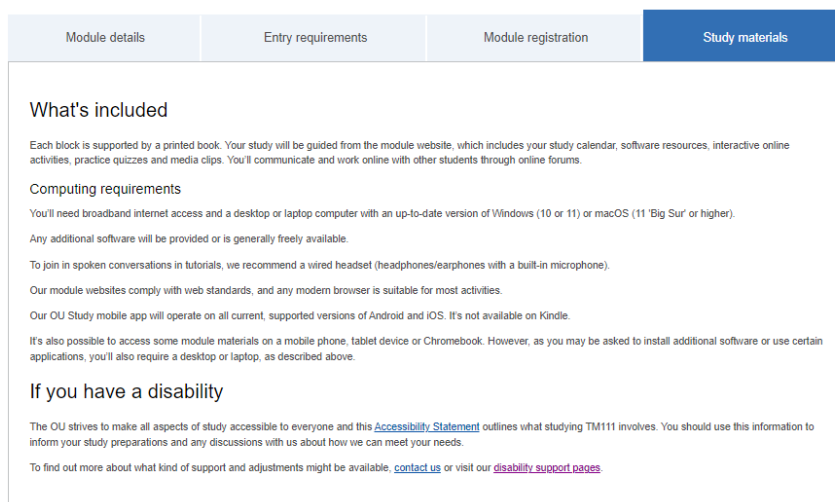 Module details
Entry requirements
Module registration
Study materials
What's included
Each block is supported by a printed book. Your study will be guided from the module website, which includes your study calendar, software resources, interactive online
activities, practice quizzes and media clips. You'll communicate and work online with other students through online forums.
Computing requirements
You'll need broadband internet access and a desktop or laptop computer with an up-to-date version of Windows (10 or 11) or macOS (11 'Big Sur' or higher).
Any additional software will be provided or is generally freely available.
To join in spoken conversations in tutorials, we recommend a wired headset (headphones/earphones with a built-in microphone).
Our module websites comply with web standards, and any modern browser is suitable for most activities.
Our OU Study mobile app will operate on all current, supported versions of Android and iOS. It's not available on Kindle.
It's also possible to access some module materials on a mobile phone, tablet device or Chromebook. However, as you may be asked to install additional software or use certain
applications, you'll also require a desktop or laptop, as described above.
If you have a disability
The OU strives to make all aspects of study accessible to everyone and this Accessibility Statement outlines what studying TM111 involves. You should use this information to
inform your study preparations and any discussions with us about how we can meet your needs.
To find out more about what kind of support and adjustments might be available, contact us or visit our disability support pages.